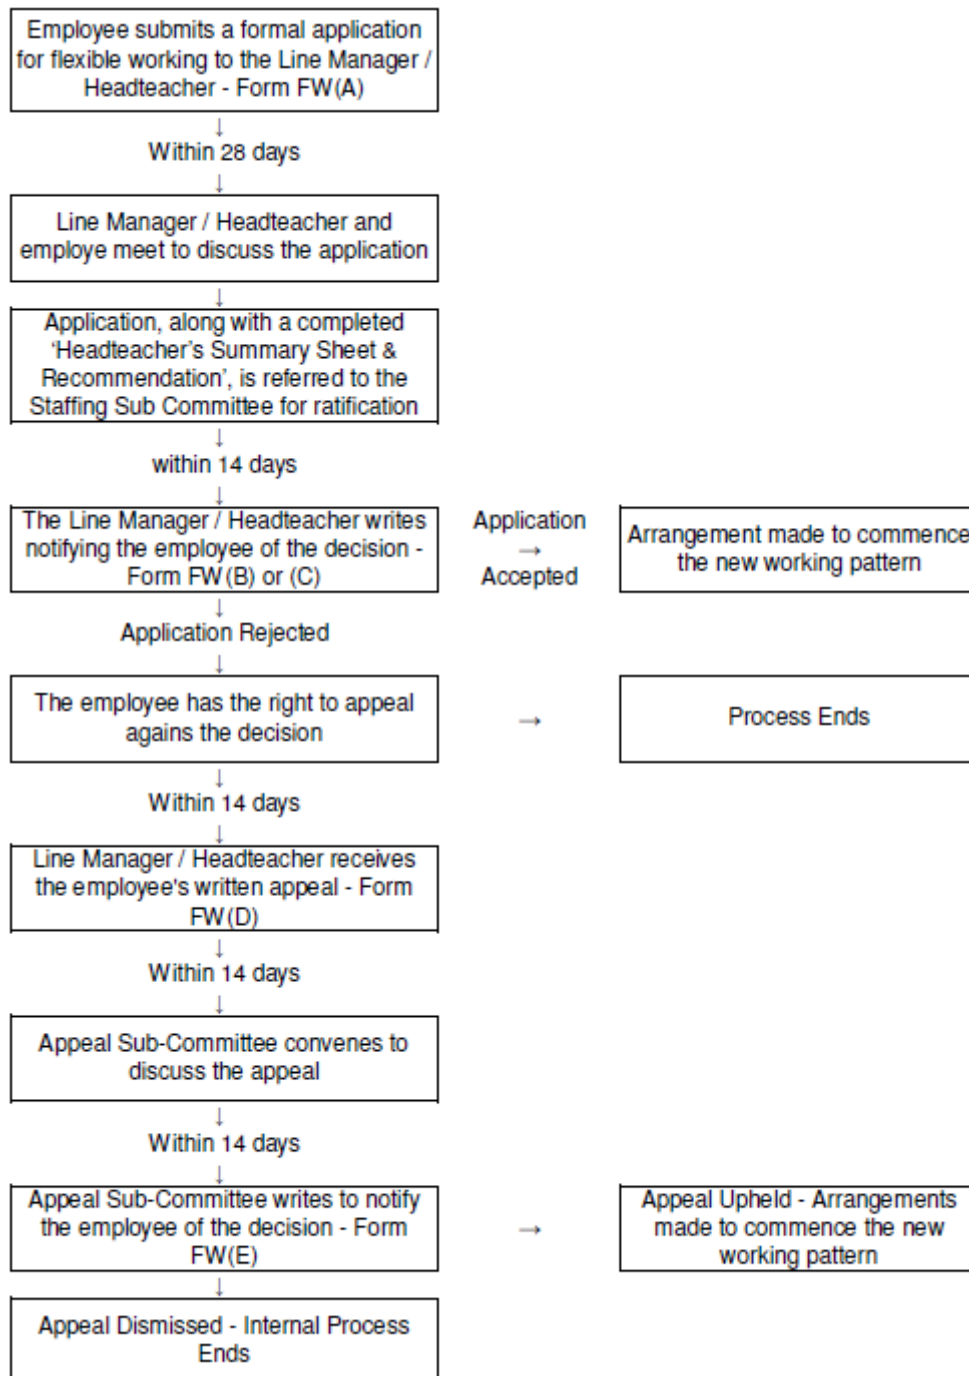 Employee submits a formal application
for flexible working to the Line Manager /
Headteacher - Form FW(A)
↓
Within 28 days
↓
Line Manager / Headteacher and
employe meet to discuss the application
↓
Application, along with a completed
‘Headteacher’s Summary Sheet &
Recommendation’, is referred to the
Staffing Sub Committee for ratification
↓
within 14 days
↓
The Line Manager / Headteacher writes
notifying the employee of the decision -
Form FW(B) or (C)
Application
→
Accepted
Arrangement made to commence
the new working pattern
↓
Application Rejected
↓
The employee has the right to appeal
agains the decision
→
Process Ends
↓
Within 14 days
↓
Line Manager / Headteacher receives
the employee's written appeal - Form
FW(D)
↓
Within 14 days
↓
Appeal Sub-Committee convenes to
discuss the appeal
↓
Within 14 days
↓
Appeal Sub-Committee writes to notify
the employee of the decision - Form
FW(E)
→
Appeal Upheld - Arrangements
made to commence the new
working pattern
↓
Appeal Dismissed - Internal Process
Ends